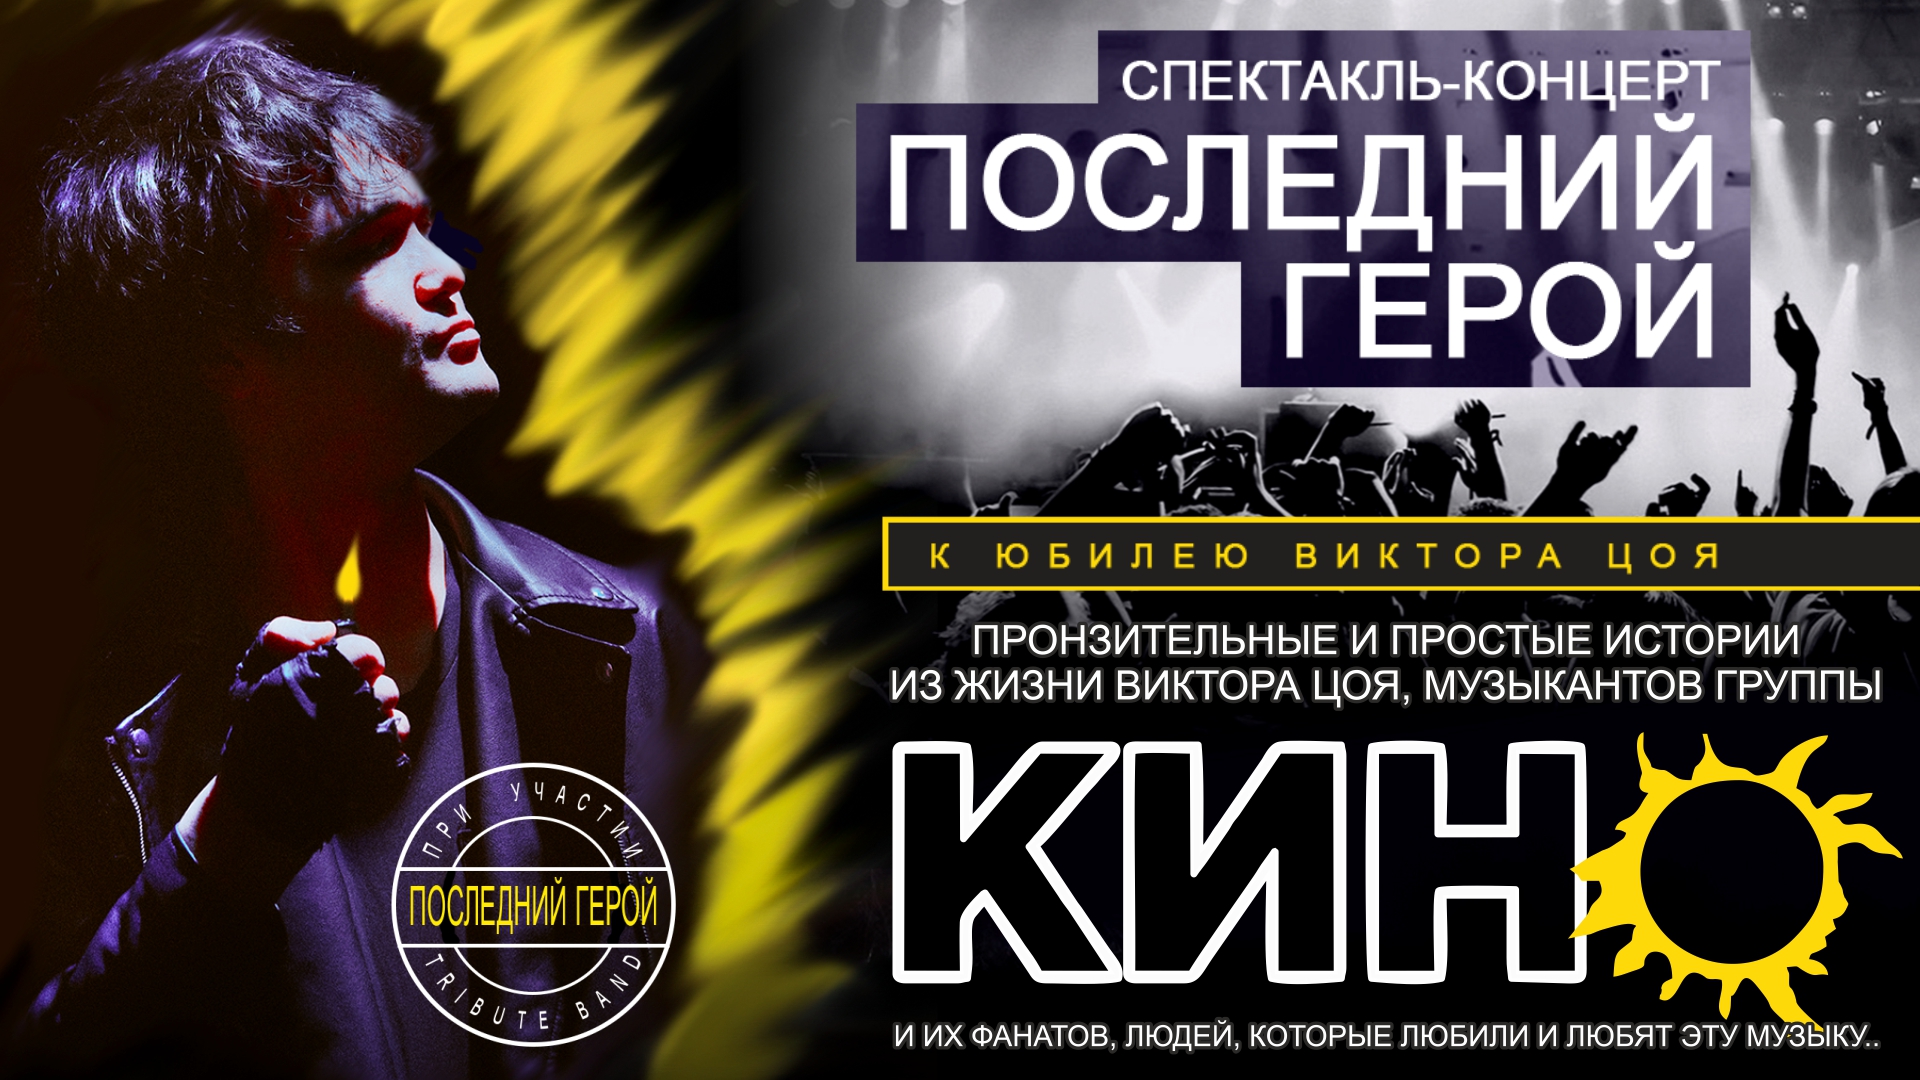 СПЕКТАКЛЬ-КОНЦЕРТ
ПОСЛЕДНИЙ
ГЕРОЙ
К ЮБИЛЕЮ ВИКТОРА ЦОЯ
ПРОНЗИТЕЛЬНЫЕ И ПРОСТЫЕ ИСТОРИИ
ИЗ ЖИЗНИ ВИКТОРА ЦОЯ, МУЗЫКАНТОВ ГРУППЫ
КИНО
И ИХ ФАНАТОВ, ЛЮДЕЙ, КОТОРЫЕ ЛЮБИЛИ И ЛЮБЯТ ЭТУ МУЗЫКУ..
ПРИ УЧАСТИИ
ПОСЛЕДНИЙ ГЕРОЙ
TRIBUTE BAND